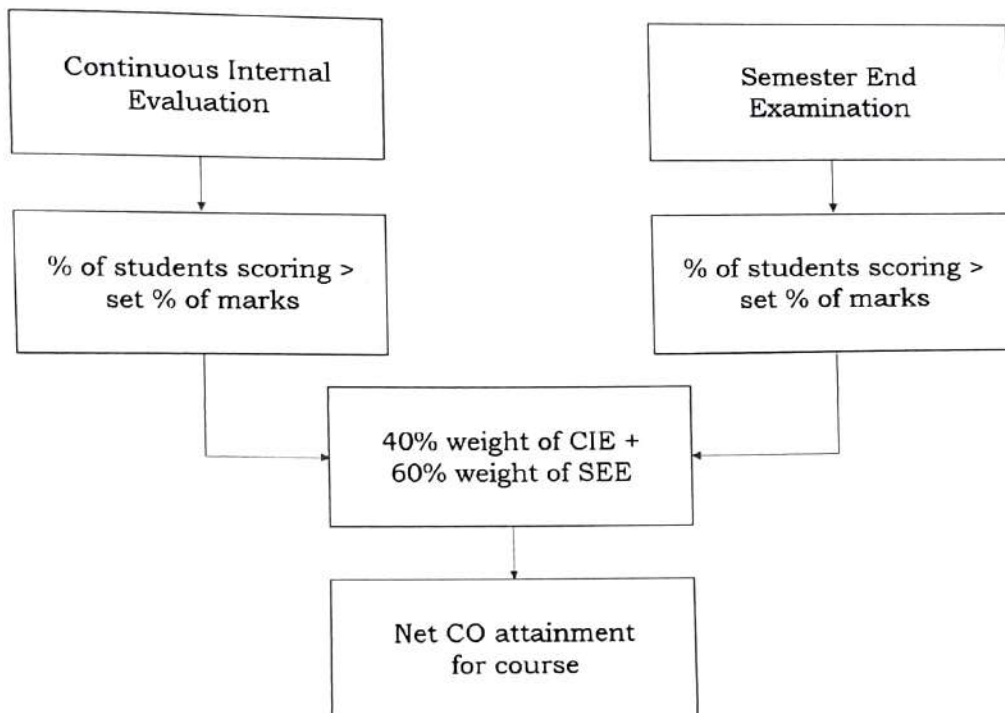 Continuous Internal
Evaluation
Semester End
Examination
% of students scoring >
set % of marks
% of students scoring >
set % of marks
40% weight of CIE +
60% weight of SEE
Net CO attainment
for course